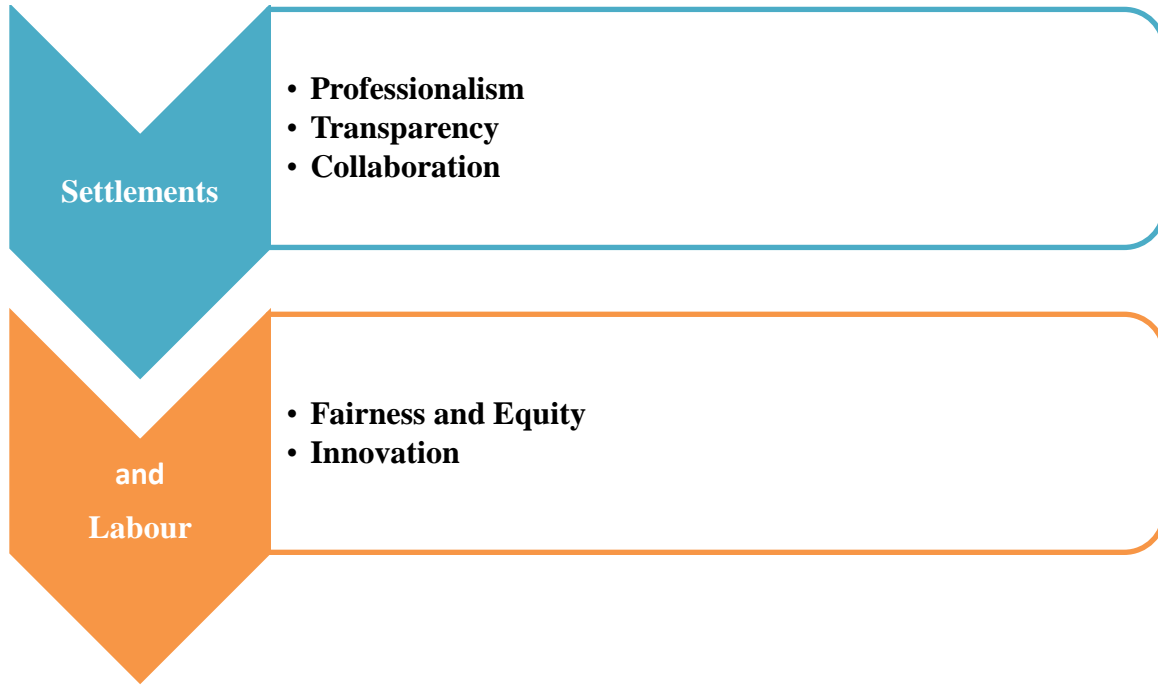 Settlements
• Professionalism
• Transparency
• Collaboration
and
Labour
• Fairness and Equity
• Innovation